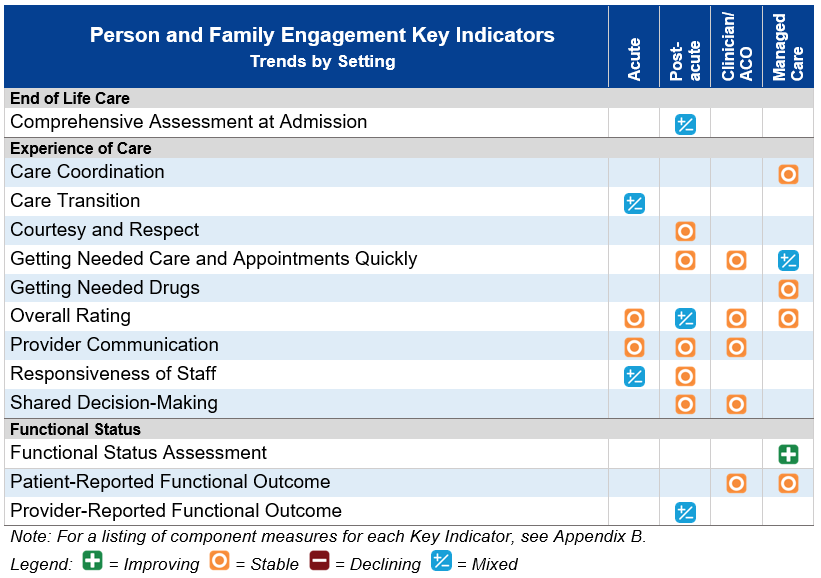 Person and Family Engagement Key Indicators
Trends by Setting
Acute
Post-
acute
Clinician/
ACO
Managed
Care
End of Life Care
Comprehensive Assessment at Admission
Experience of Care
Care Coordination
Care Transition
Courtesy and Respect
Getting Needed Care and Appointments Quickly
Getting Needed Drugs
Overall Rating
Provider Communication
Responsiveness of Staff
Shared Decision-Making
Functional Status
Functional Status Assessment
Patient-Reported Functional Outcome
Provider-Reported Functional Outcome
Note: For a listing of component measures for each Key Indicator, see Appendix B.
Legend: = Improving = Stable = Declining = Mixed